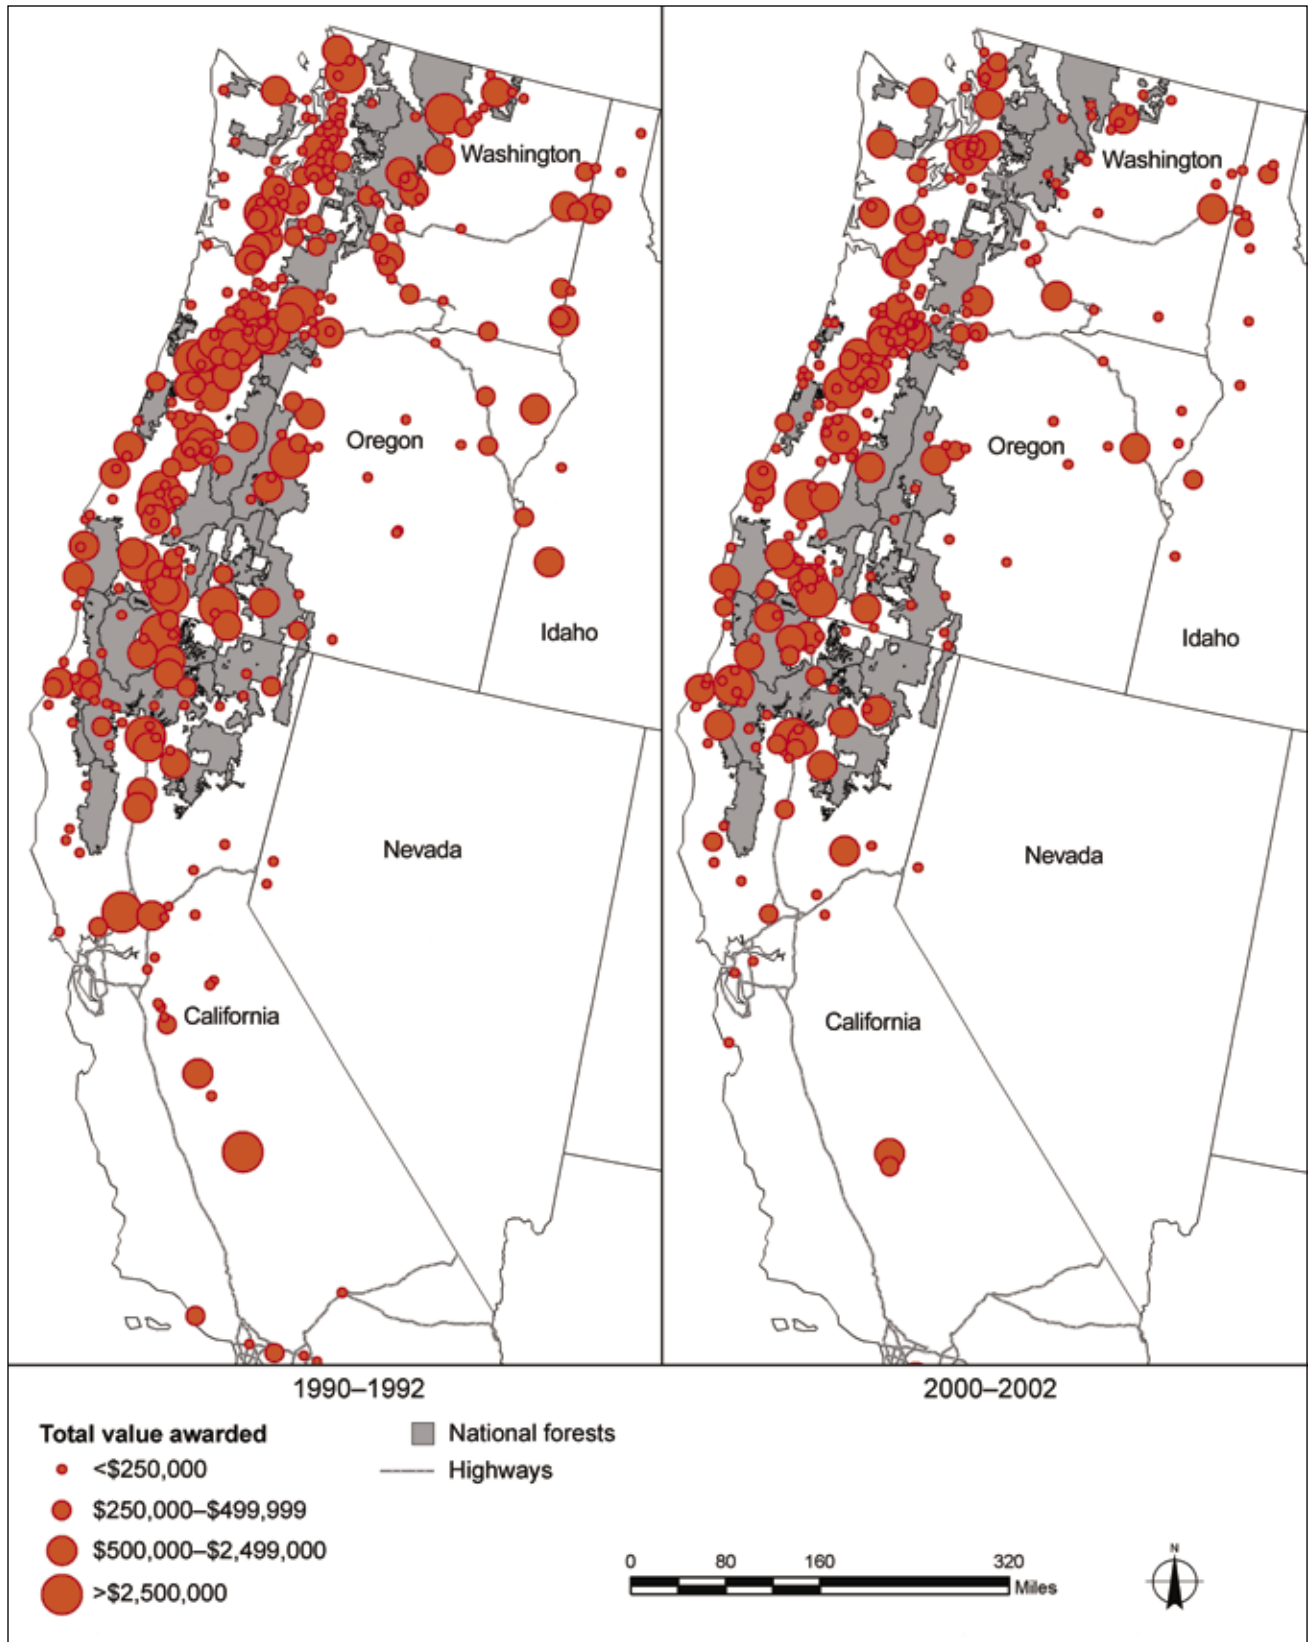 Washington
Oregon
Idaho
Nevada
California
Washington
Oregon
Idaho
Nevada
California
1990–1992
2000–2002
Total value awarded
<$250,000
$250,000–$499,999
$500,000–$2,499,000
>$2,500,000
National forests
Highways
0 80 160 320
Miles
N